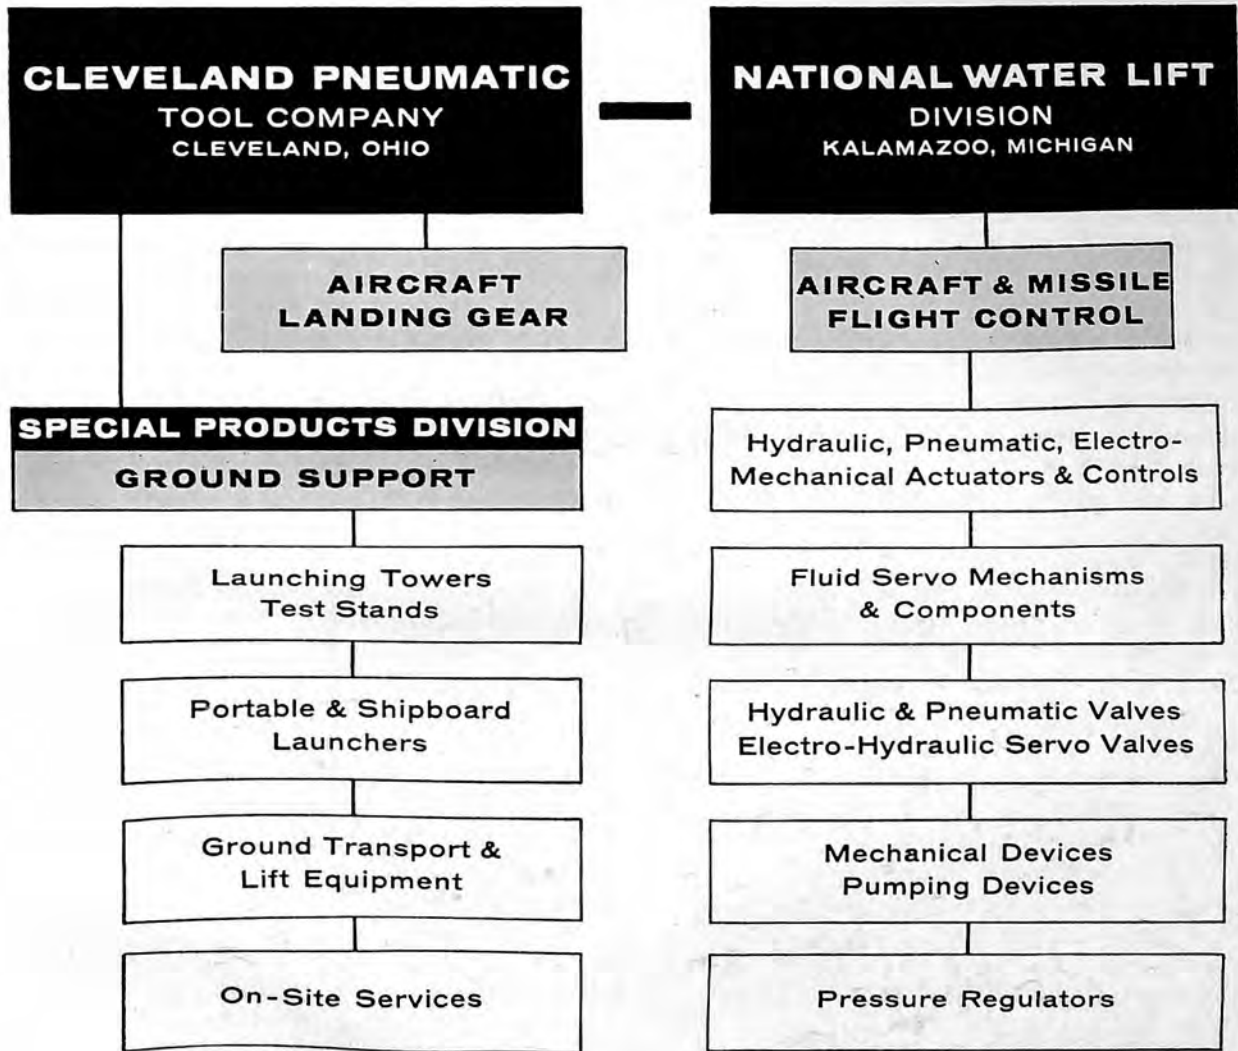 CLEVELAND PNEUMATIC
TOOL COMPANY
CLEVELAND, OHIO
AIRCRAFT
LANDING GEAR
SPECIAL PRODUCTS DIVISION
GROUND SUPPORT
Launching Towers
Test Stands
Portable & Shipboard
Launchers
Ground Transport &
Lift Equipment
On-Site Services
NATIONAL WATER LIFT
DIVISION
KALAMAZOO, MICHIGAN
AIRCRAFT & MISSILE
FLIGHT CONTROL
Hydraulic, Pneumatic, Electro-
Mechanical Actuators & Controls
Fluid Servo Mechanisms
& Components
Hydraulic & Pneumatic Valves
Electro-Hydraulic Servo Valves
Mechanical Devices
Pumping Devices
Pressure Regulators